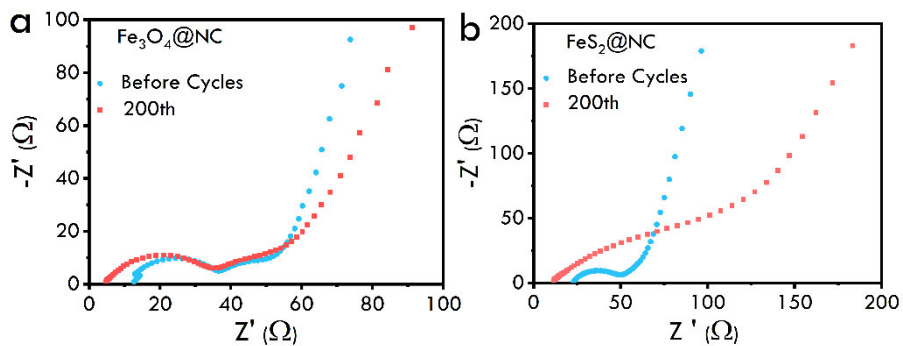 a
Fe₃O₄@NC
Before Cycles
200th
-Z' (Ω)
100
80
60
40
20
0
0 20 40 60 80 100
Z' (Ω)
b
FeS₂@NC
Before Cycles
200th
-Z' (Ω)
200
150
100
50
0
0 50 100 150 200
Z' (Ω)